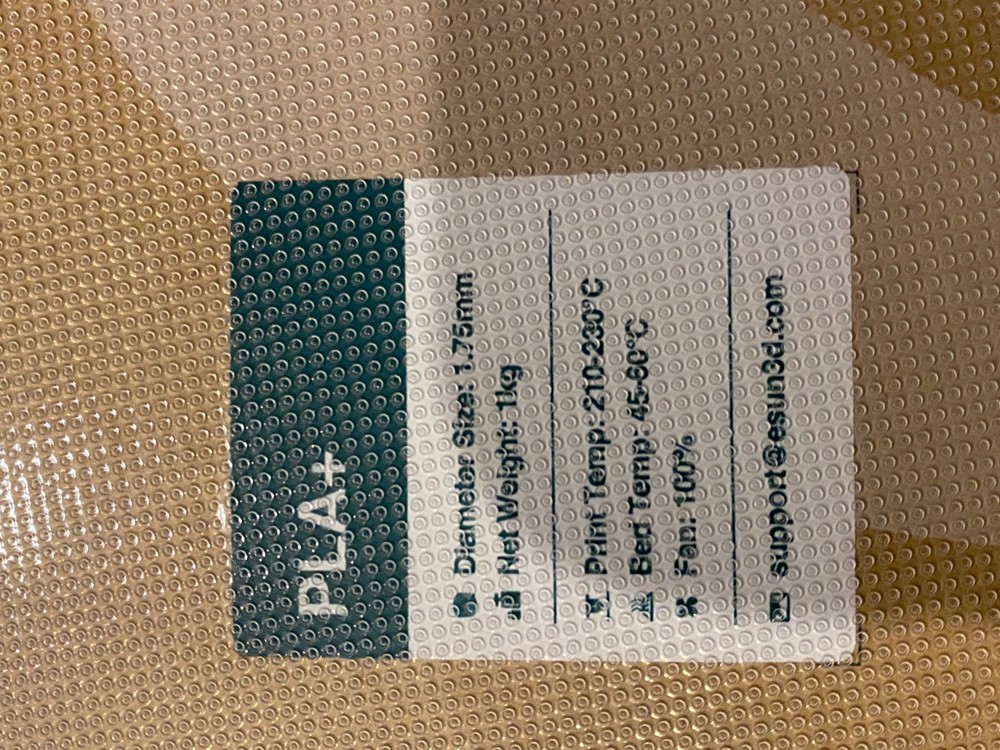 PLA+
Diameter Size: 1.75mm
Net Weight: 1kg
Print Temp: 210-230°C
Bed Temp: 45-60°C
Fan: 100%
support@esun3d.com